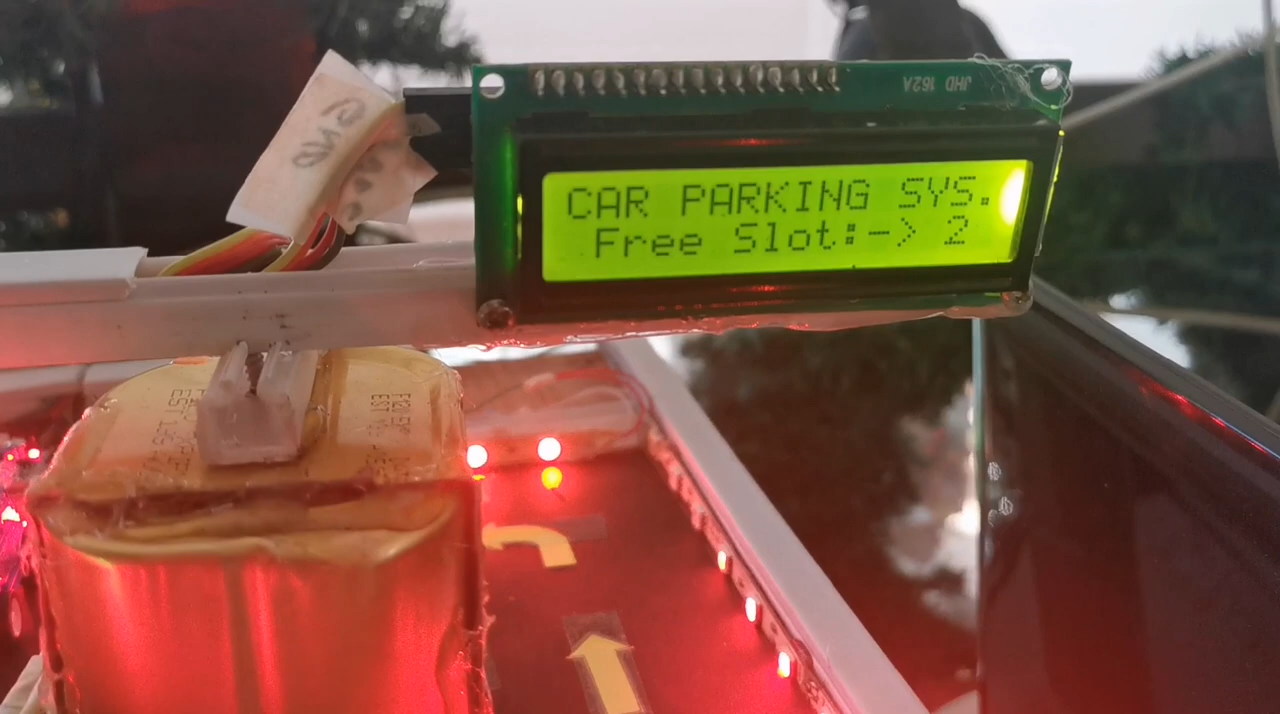 JHD 162A
CAR PARKING SYS.
Free Slot:-> 2
GND